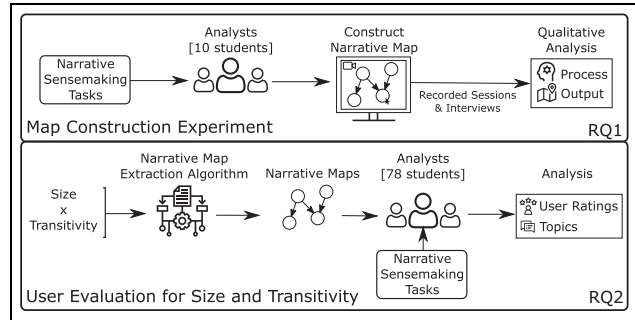 Analysts
[10 students]
Construct
Narrative Map
Qualitative
Analysis
Narrative
Sensemaking
Tasks
Recorded Sessions
& Interviews
Process
Output
Map Construction Experiment
RQ1
Size
x
Transitivity
Narrative Map
Extraction Algorithm
Narrative Maps
Analysts
[78 students]
Analysis
User Ratings
Topics
Narrative
Sensemaking
Tasks
User Evaluation for Size and Transitivity
RQ2